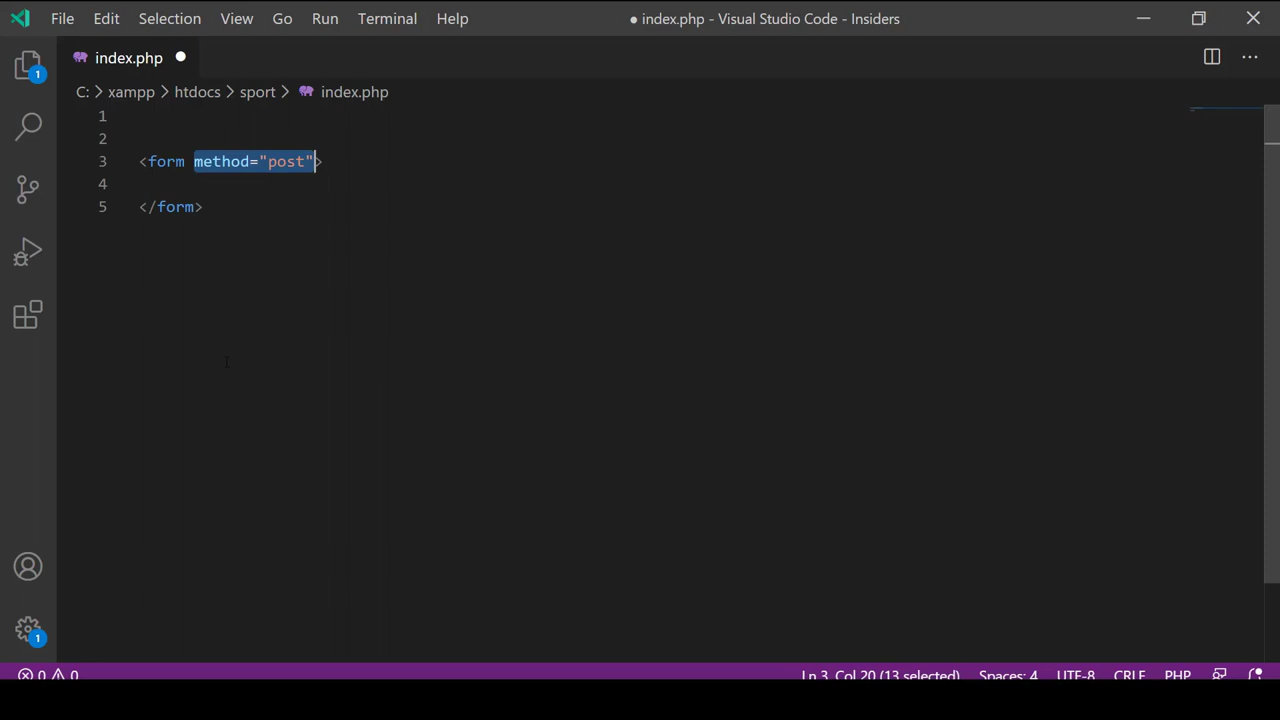 File Edit Selection View Go Run Terminal Help ● index.php - Visual Studio Code - Insiders
index.php
1
C: > xampp > htdocs > sport > index.php
1
2
3 <form method="post">
4
5 </form>
1
0 0 Ln 3, Col 20 (13 selected) Spaces: 4 UTF-8 CRLF PHP